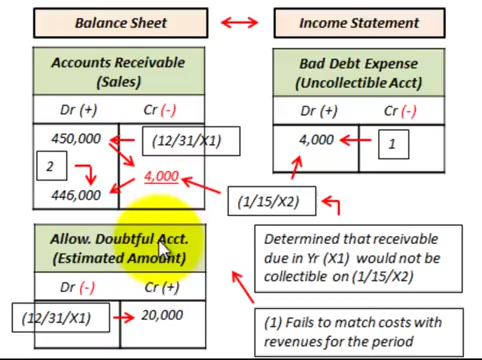 Balance Sheet
Income Statement
Accounts Receivable
(Sales)
Dr (+) Cr (-)
450,000
(12/31/X1)
2
4,000
446,000
Bad Debt Expense
(Uncollectible Acct)
Dr (+) Cr (-)
4,000
1
(1/15/X2)
Allow. Doubtful Acct.
(Estimated Amount)
Dr (-) Cr (+)
(12/31/X1)
20,000
Determined that receivable
due in Yr (X1) would not be
collectible on (1/15/X2)
(1) Fails to match costs with
revenues for the period